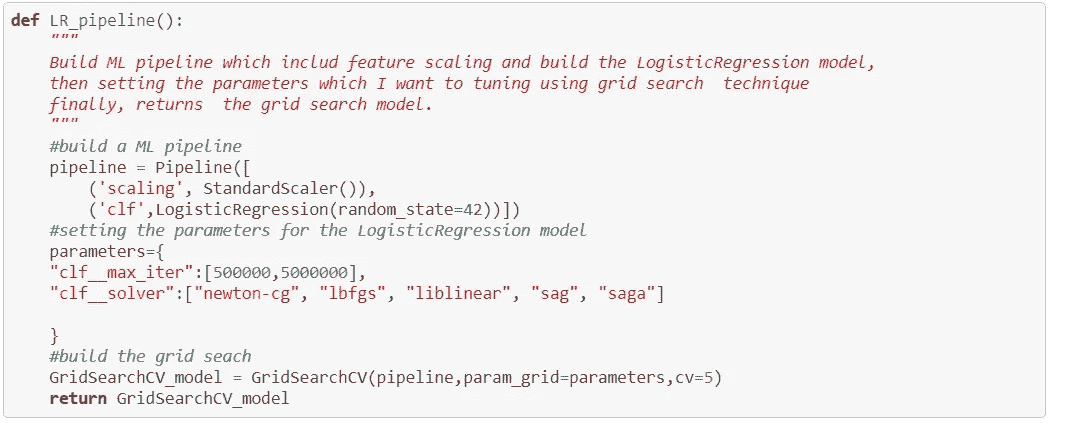 def LR_pipeline():
"""
Build ML pipeline which includ feature scaling and build the LogisticRegression model,
then setting the parameters which I want to tuning using grid search  technique
finally, returns  the grid search model.
"""
#build a ML pipeline
pipeline = Pipeline([
('scaling', StandardScaler()),
('clf',LogisticRegression(random_state=42))])
#setting the parameters for the LogisticRegression model
parameters={
"clf__max_iter":[500000,5000000],
"clf__solver":["newton-cg", "lbfgs", "liblinear", "sag", "saga"]
}
#build the grid seach
GridSearchCV_model = GridSearchCV(pipeline,param_grid=parameters,cv=5)
return GridSearchCV_model